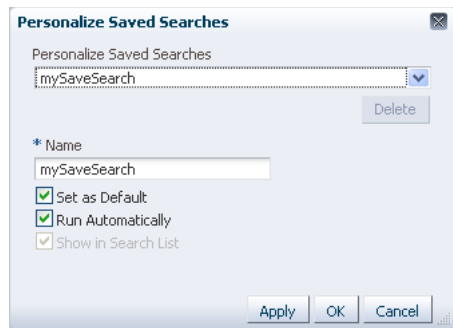 Personalize Saved Searches
Personalize Saved Searches
mySaveSearch
Delete
* Name
mySaveSearch
Set as Default
Run Automatically
Show in Search List
Apply OK Cancel